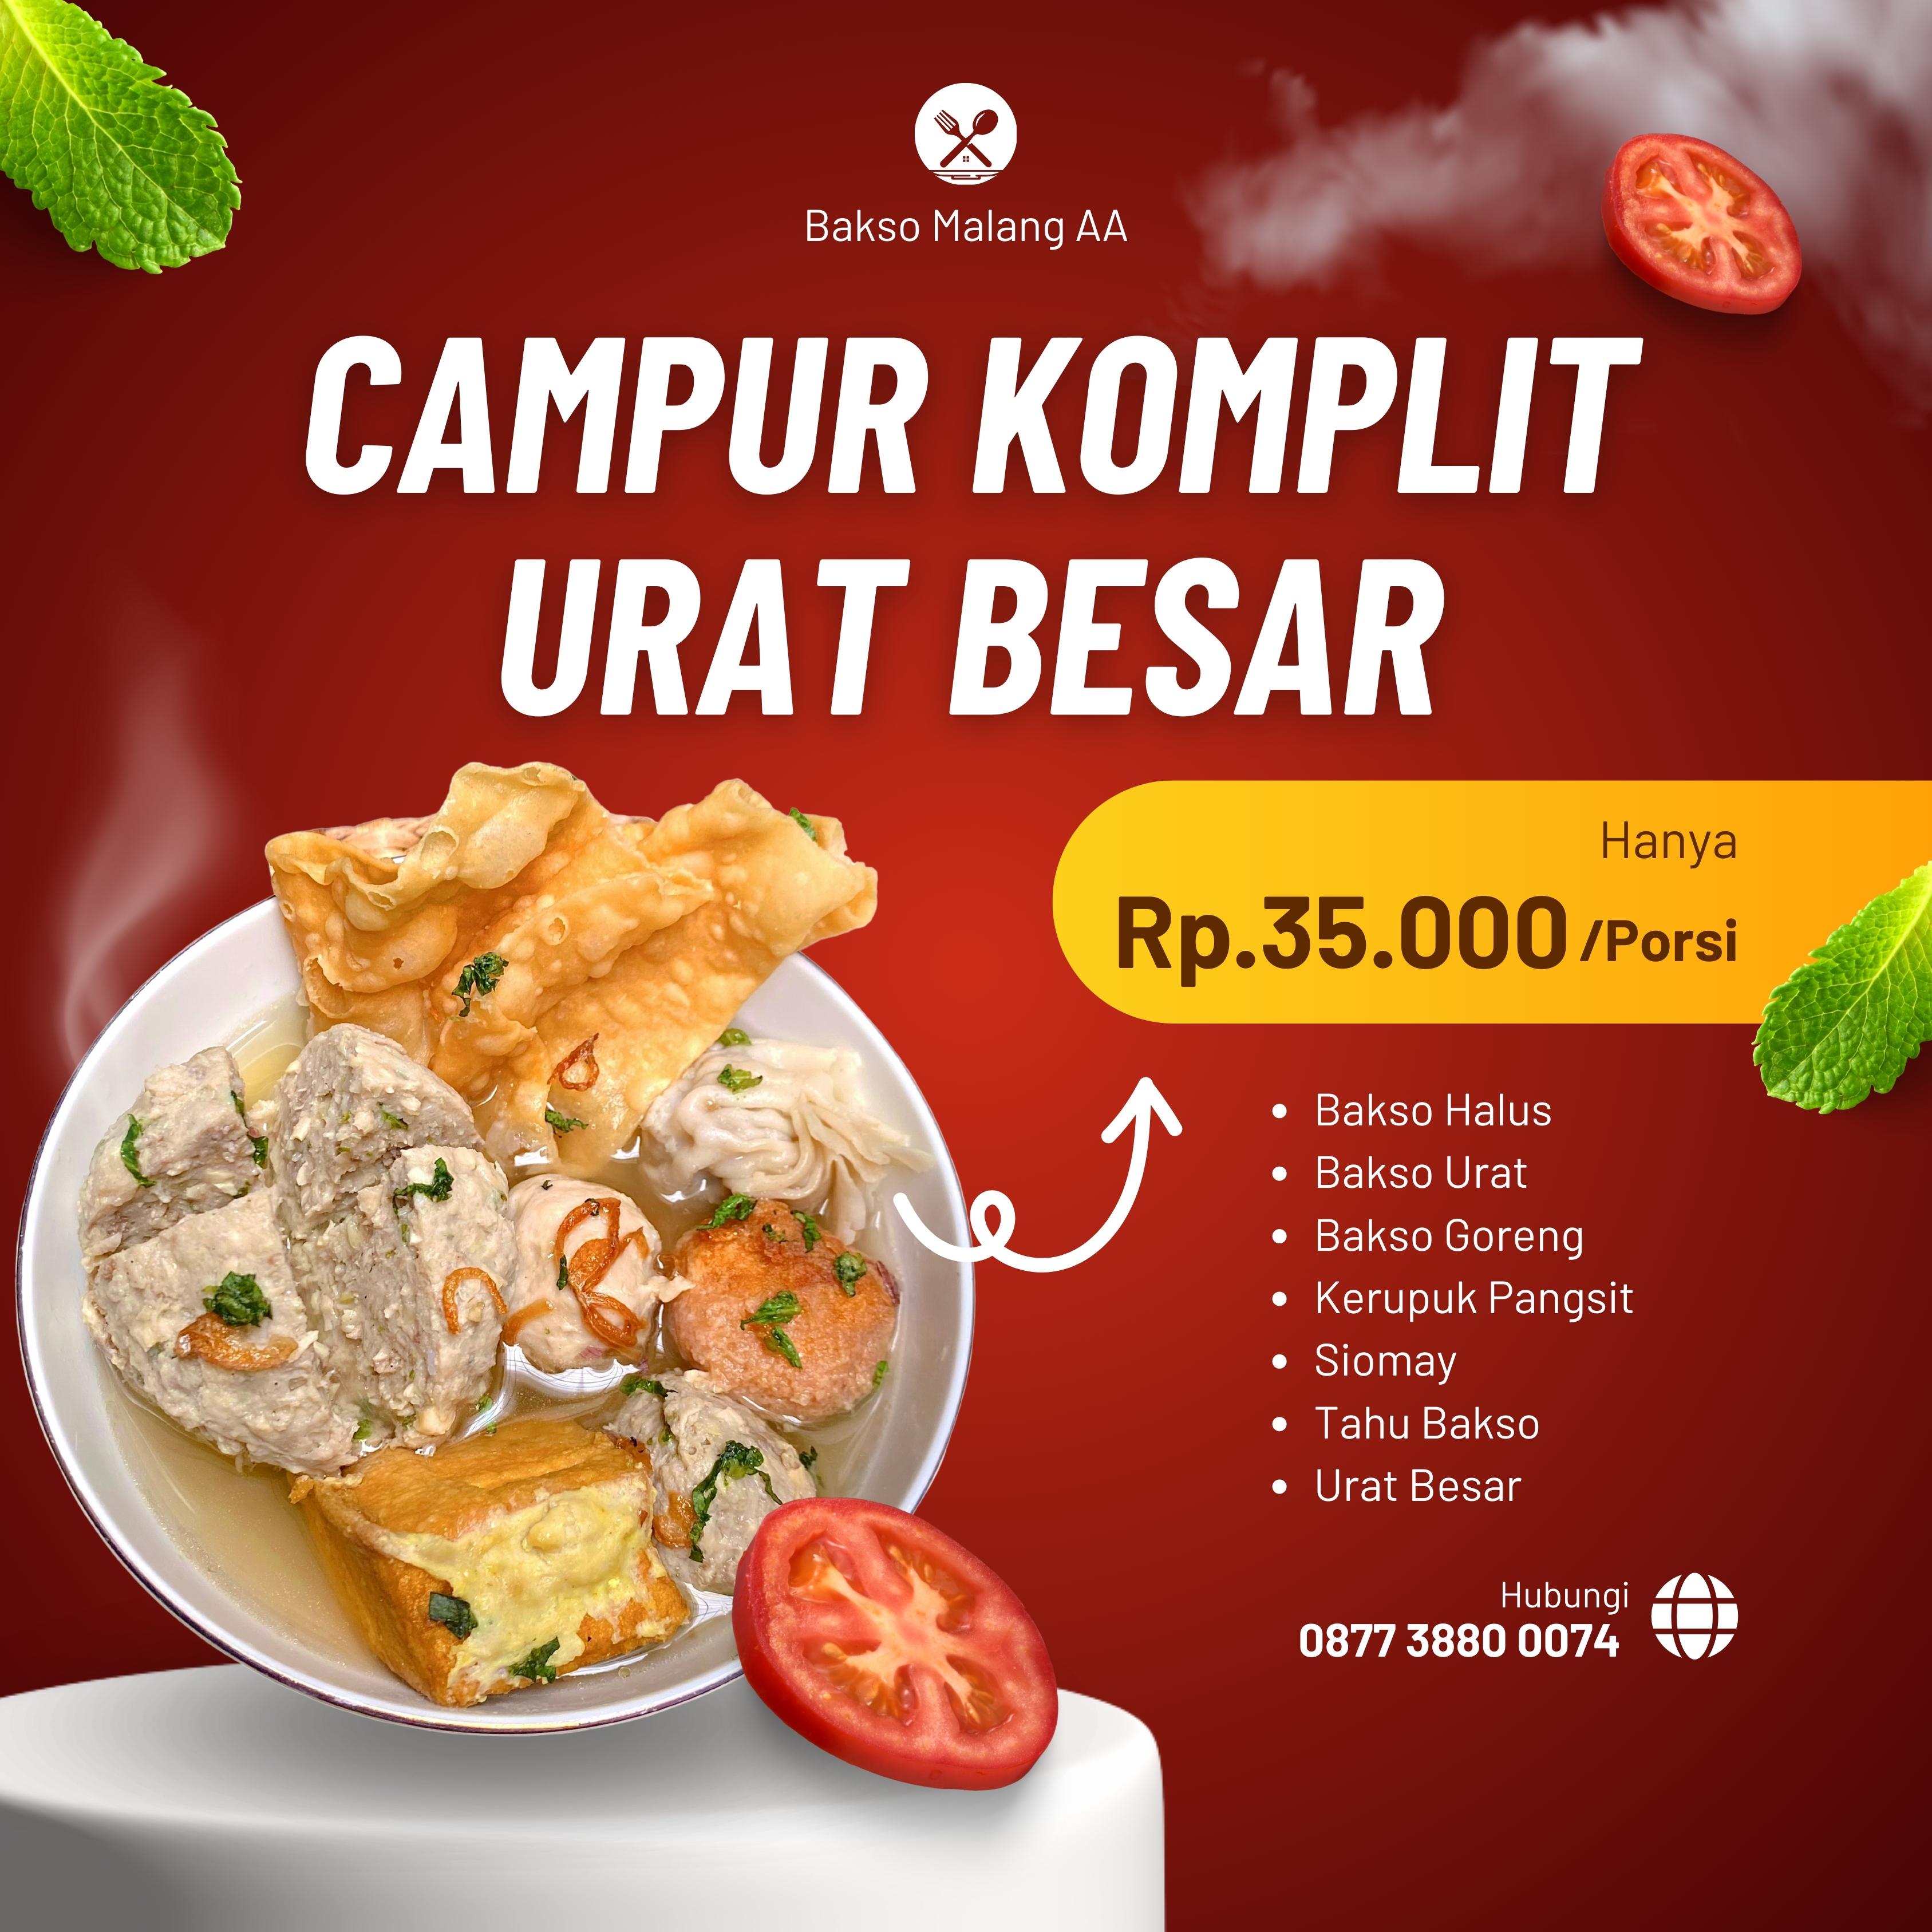 Bakso Malang AA
CAMPUR KOMPLIT
URAT BESAR
Hanya
Rp.35.000 /Porsi
• Bakso Halus
• Bakso Urat
• Bakso Goreng
• Kerupuk Pangsit
• Siomay
• Tahu Bakso
• Urat Besar
Hubungi
0877 3880 0074